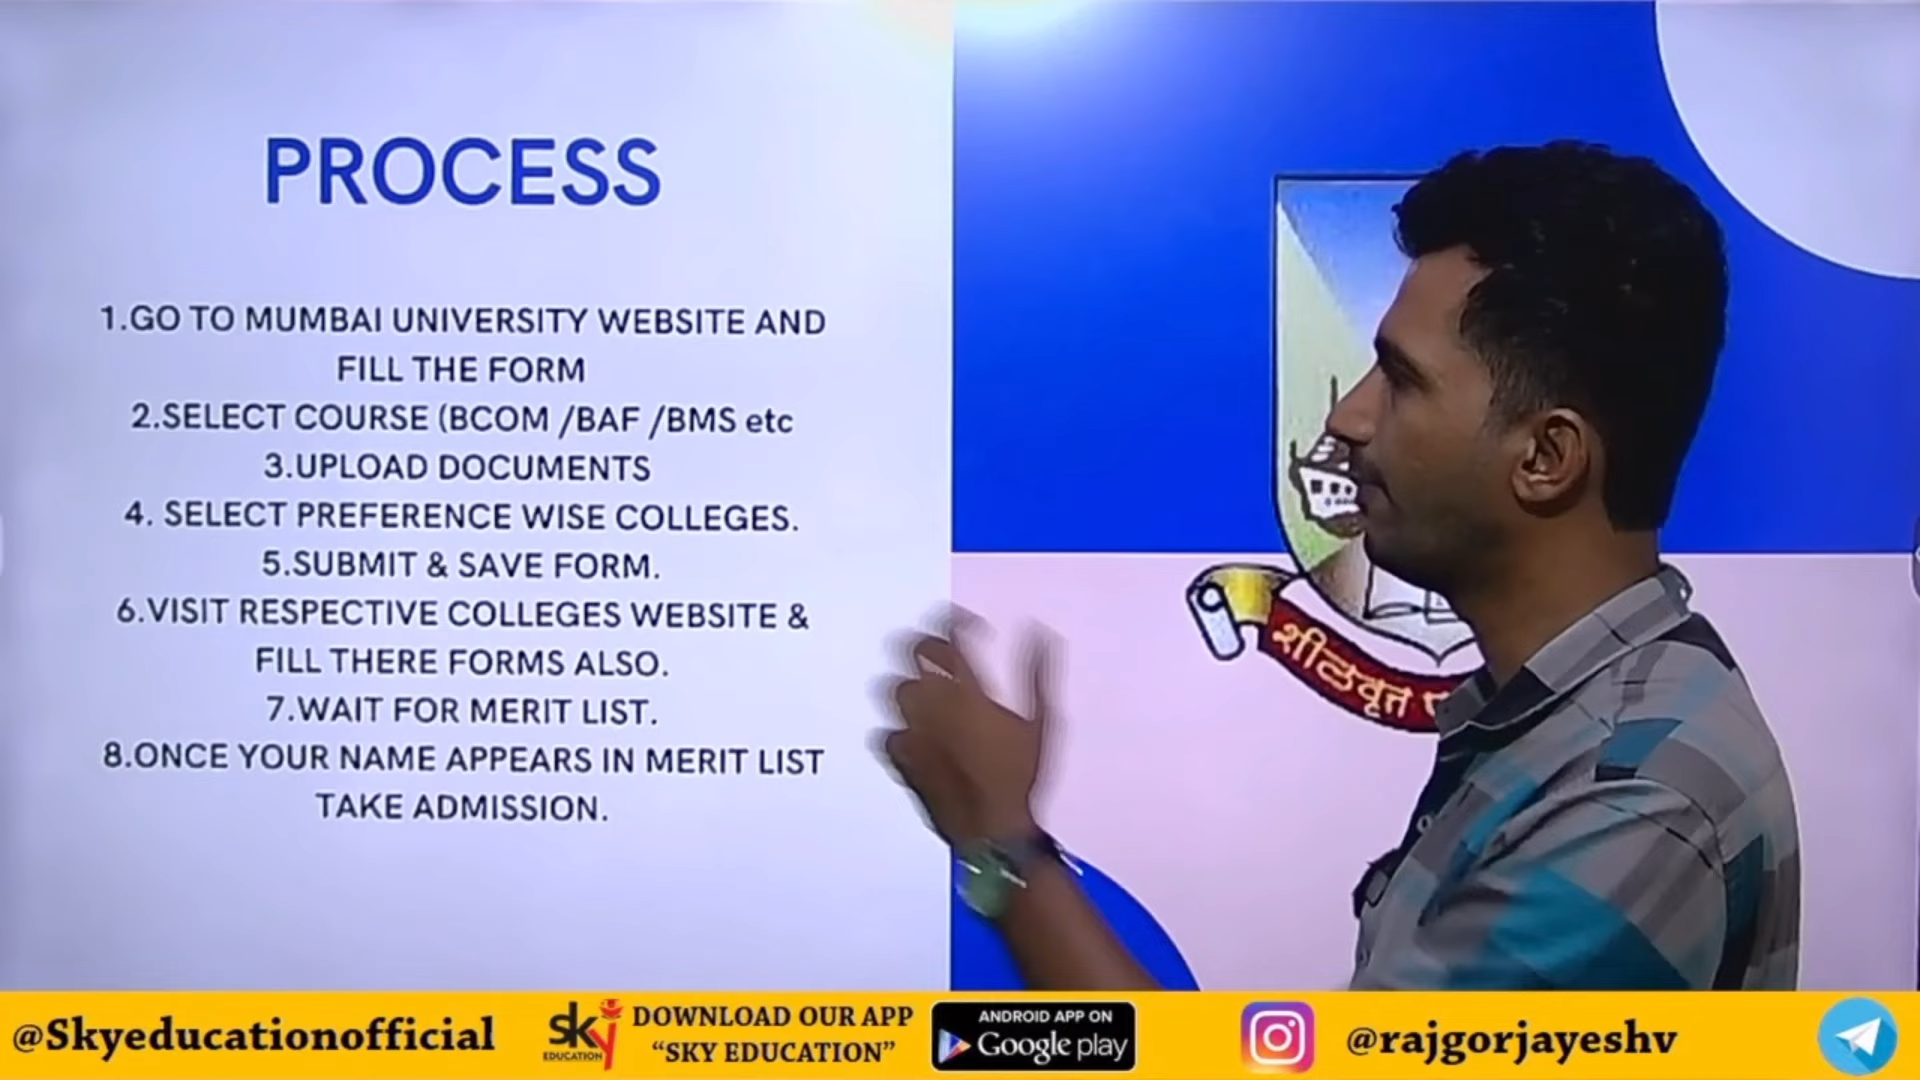 PROCESS
1.GO TO MUMBAI UNIVERSITY WEBSITE AND
FILL THE FORM
2.SELECT COURSE (BCOM /BAF /BMS etc
3.UPLOAD DOCUMENTS
4. SELECT PREFERENCE WISE COLLEGES.
5.SUBMIT & SAVE FORM.
6.VISIT RESPECTIVE COLLEGES WEBSITE &
FILL THERE FORMS ALSO.
7.WAIT FOR MERIT LIST.
8.ONCE YOUR NAME APPEARS IN MERIT LIST
TAKE ADMISSION.
शीलवृत्त
@Skyeducationofficial
sky
EDUCATION
DOWNLOAD OUR APP
“SKY EDUCATION”
ANDROID APP ON
Google play
@rajgorjayeshv